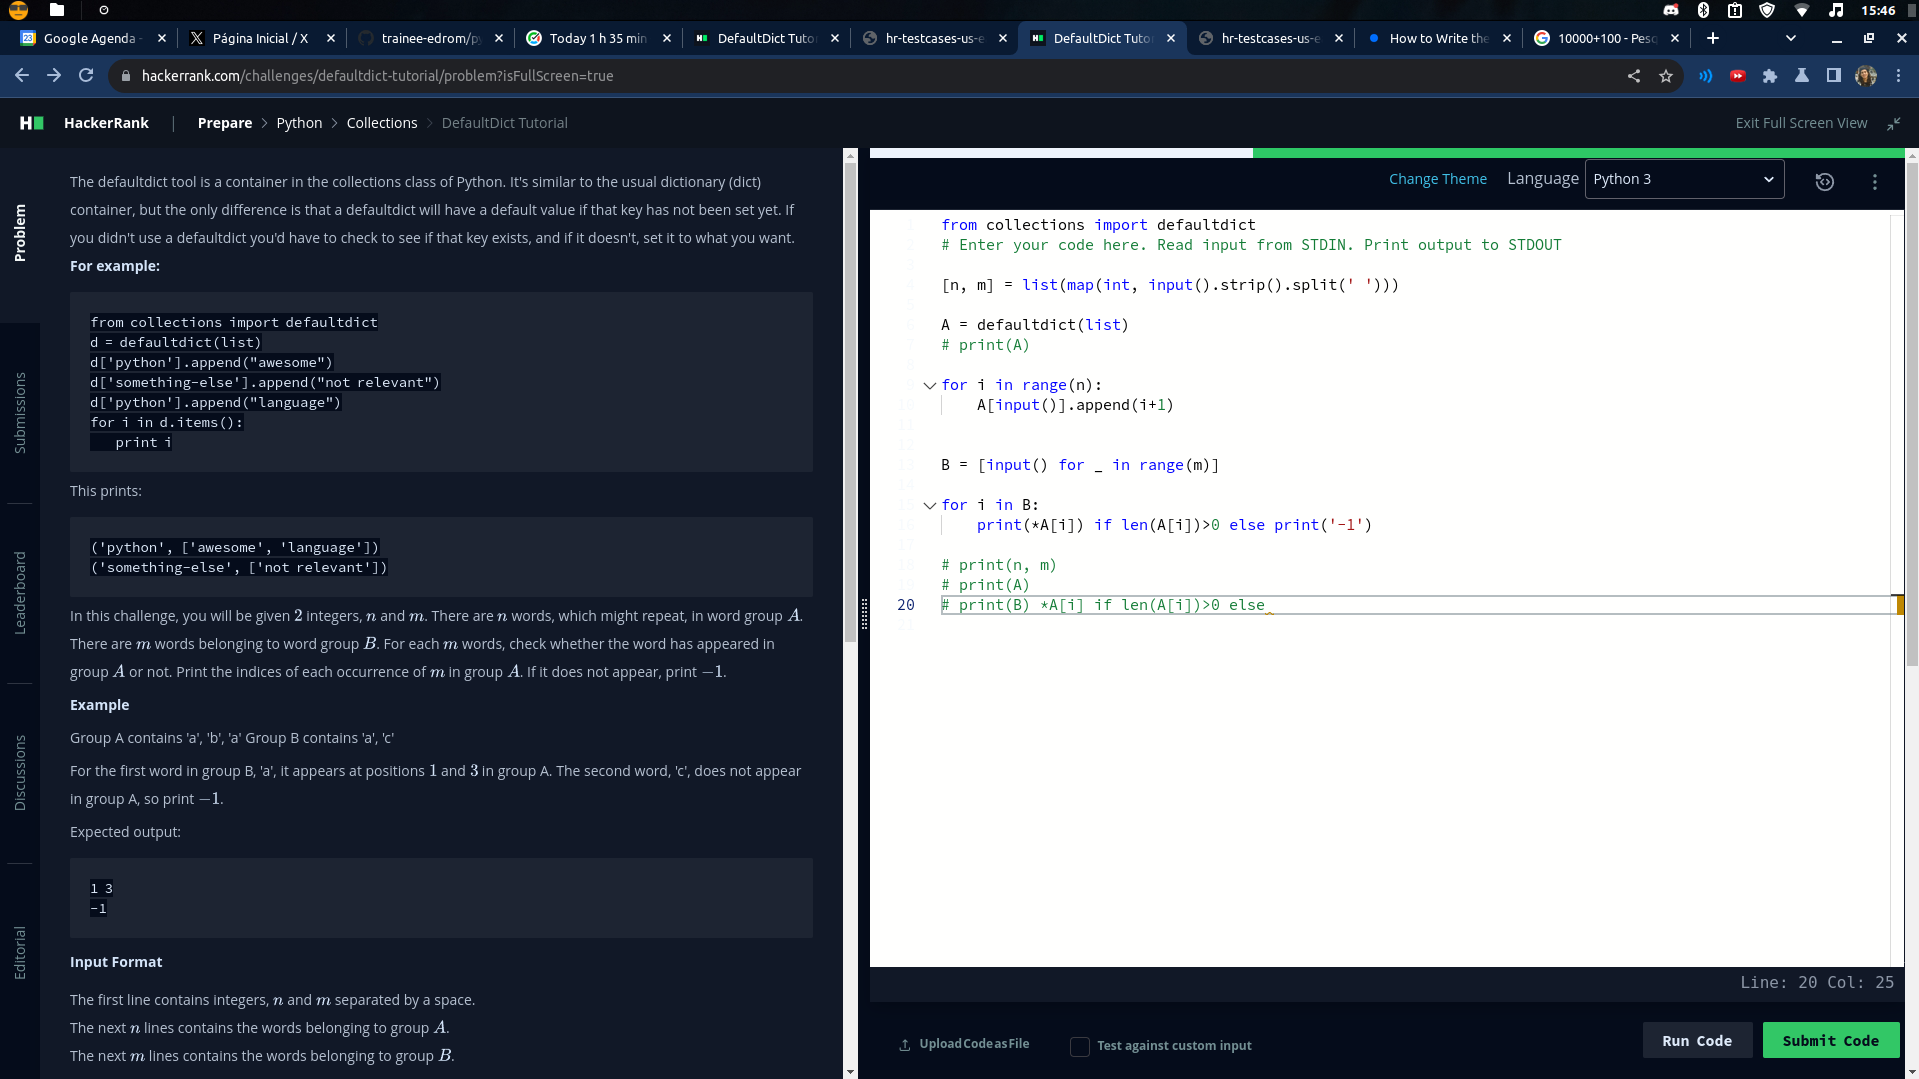 15:46
Google Agenda -
Página Inicial / X
trainee-edrom/py
Today 1 h 35 min
DefaultDict Tuto
hr-testcases-us-e
DefaultDict Tuto
hr-testcases-us-e
How to Write the
10000+100 - Pesq
hackerrank.com/challenges/defaultdict-tutorial/problem?isFullScreen=true
HackerRank | Prepare > Python > Collections > DefaultDict Tutorial
Exit Full Screen View
Problem
Submissions
Leaderboard
Discussions
Editorial
The defaultdict tool is a container in the collections class of Python. It's similar to the usual dictionary (dict)
container, but the only difference is that a defaultdict will have a default value if that key has not been set yet. If
you didn't use a defaultdict you'd have to check to see if that key exists, and if it doesn't, set it to what you want.
For example:
from collections import defaultdict
d = defaultdict(list)
d['python'].append("awesome")
d['something-else'].append("not relevant")
d['python'].append("language")
for i in d.items():
print i
This prints:
('python', ['awesome', 'language'])
('something-else', ['not relevant'])
In this challenge, you will be given 2 integers, n and m. There are n words, which might repeat, in word group A.
There are m words belonging to word group B. For each m words, check whether the word has appeared in
group A or not. Print the indices of each occurrence of m in group A. If it does not appear, print −1.
Example
Group A contains 'a', 'b', 'a' Group B contains 'a', 'c'
For the first word in group B, 'a', it appears at positions 1 and 3 in group A. The second word, 'c', does not appear
in group A, so print −1.
Expected output:
1 3
-1
Input Format
The first line contains integers, n and m separated by a space.
The next n lines contains the words belonging to group A.
The next m lines contains the words belonging to group B.
Change Theme
Language
Python 3
from collections import defaultdict
# Enter your code here. Read input from STDIN. Print output to STDOUT
[n, m] = list(map(int, input().strip().split(' ')))
A = defaultdict(list)
# print(A)
for i in range(n):
A[input()].append(i+1)
B = [input() for _ in range(m)]
for i in B:
print(*A[i]) if len(A[i])>0 else print('-1')
# print(n, m)
# print(A)
20 # print(B) *A[i] if len(A[i])>0 else
Line: 20 Col: 25
Upload Code as File
Test against custom input
Run Code
Submit Code